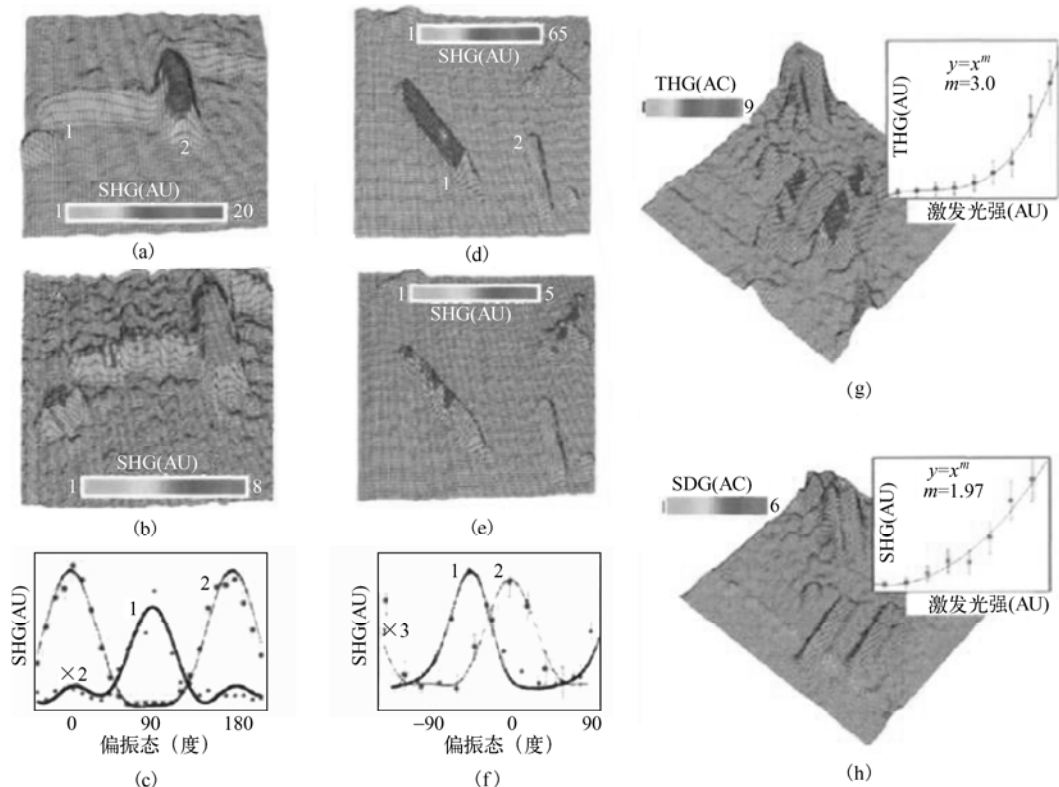 1
2
SHG(AU)
1
20
(a)
SHG(AU)
1
8
(b)
SHG(AU)
1
2
×2
0
90
180
偏振态（度）
(c)
1
65
SHG(AU)
2
1
(d)
1
5
SHG(AU)
(e)
SHG(AU)
1
2
×3
−90
0
90
偏振态（度）
(f)
THG(AC)
9
THG(AU)
y=x^m
m=3.0
激发光强(AU)
(g)
SDG(AC)
6
SHG(AU)
y=x^m
m=1.97
激发光强(AU)
(h)